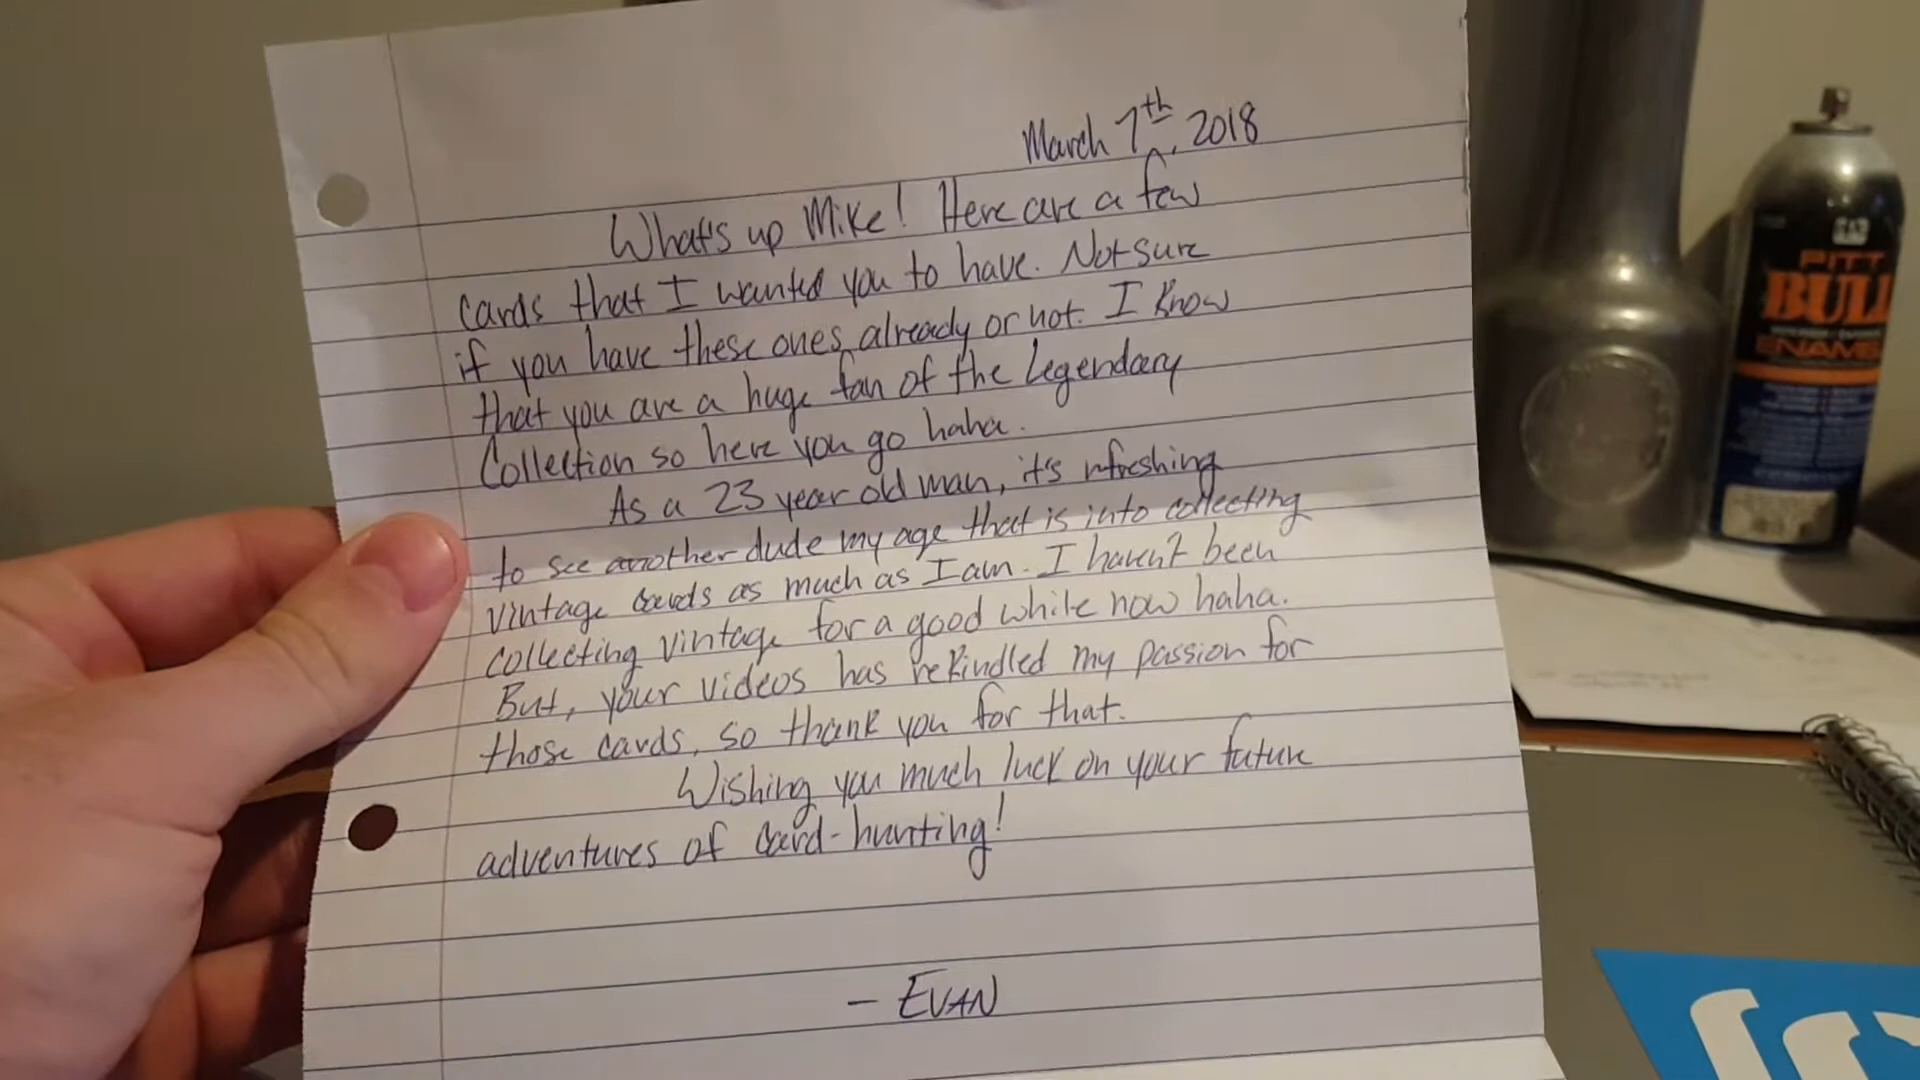 March 7th, 2018
What's up Mike! Here are a few
cards that I wanted you to have. Not sure
if you have these ones already or not. I know
that you are a huge fan of the Legendary
Collection so here you go haha.
As a 23 year old man, it's refreshing
to see another dude my age that is into collecting
vintage cards as much as I am. I haven't been
collecting vintage for a good while now haha.
But, your videos has rekindled my passion for
those cards, so thank you for that.
Wishing you much luck on your future
adventures of card-hunting!
- EVAN
PITT
BULL
ENAME